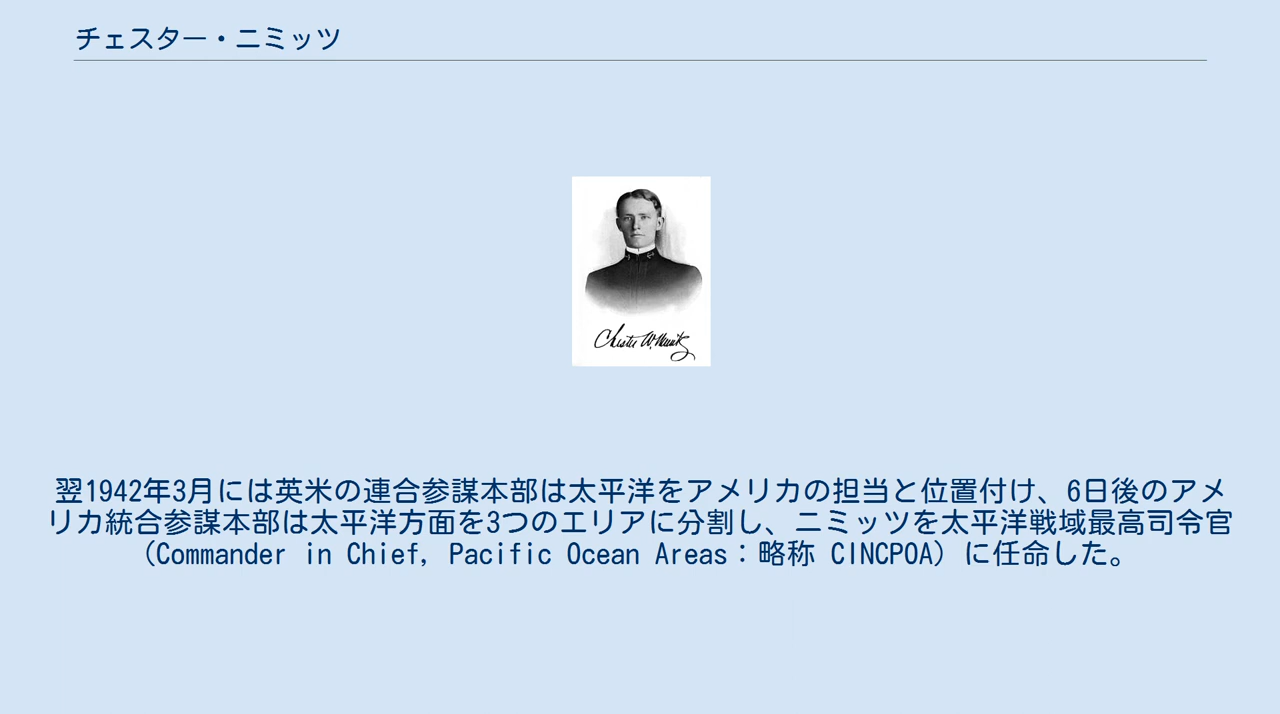 チェスター・ニミッツ
Chester W. Nimitz
翌1942年3月には英米の連合参謀本部は太平洋をアメリカの担当と位置付け、6日後のアメ
リカ統合参謀本部は太平洋方面を3つのエリアに分割し、ニミッツを太平洋戦域最高司令官
（Commander in Chief, Pacific Ocean Areas：略称 CINCPOA）に任命した。